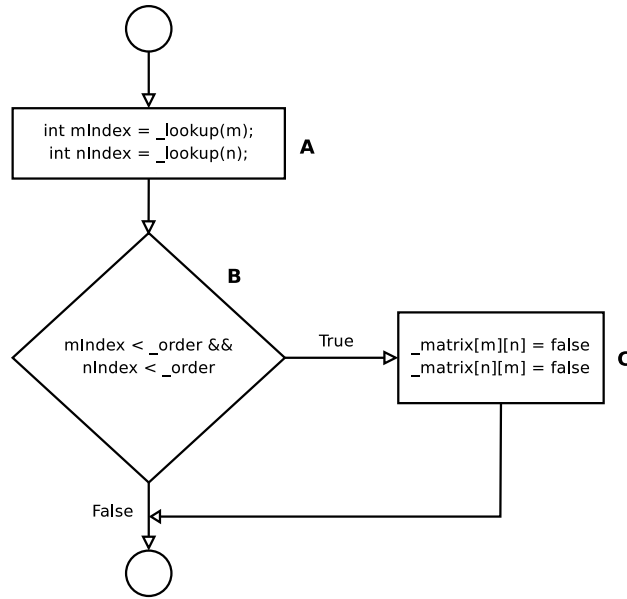 int mIndex = _lookup(m);
int nIndex = _lookup(n);
A
B
mIndex < _order &&
nIndex < _order
True
_matrix[m][n] = false
_matrix[n][m] = false
C
False